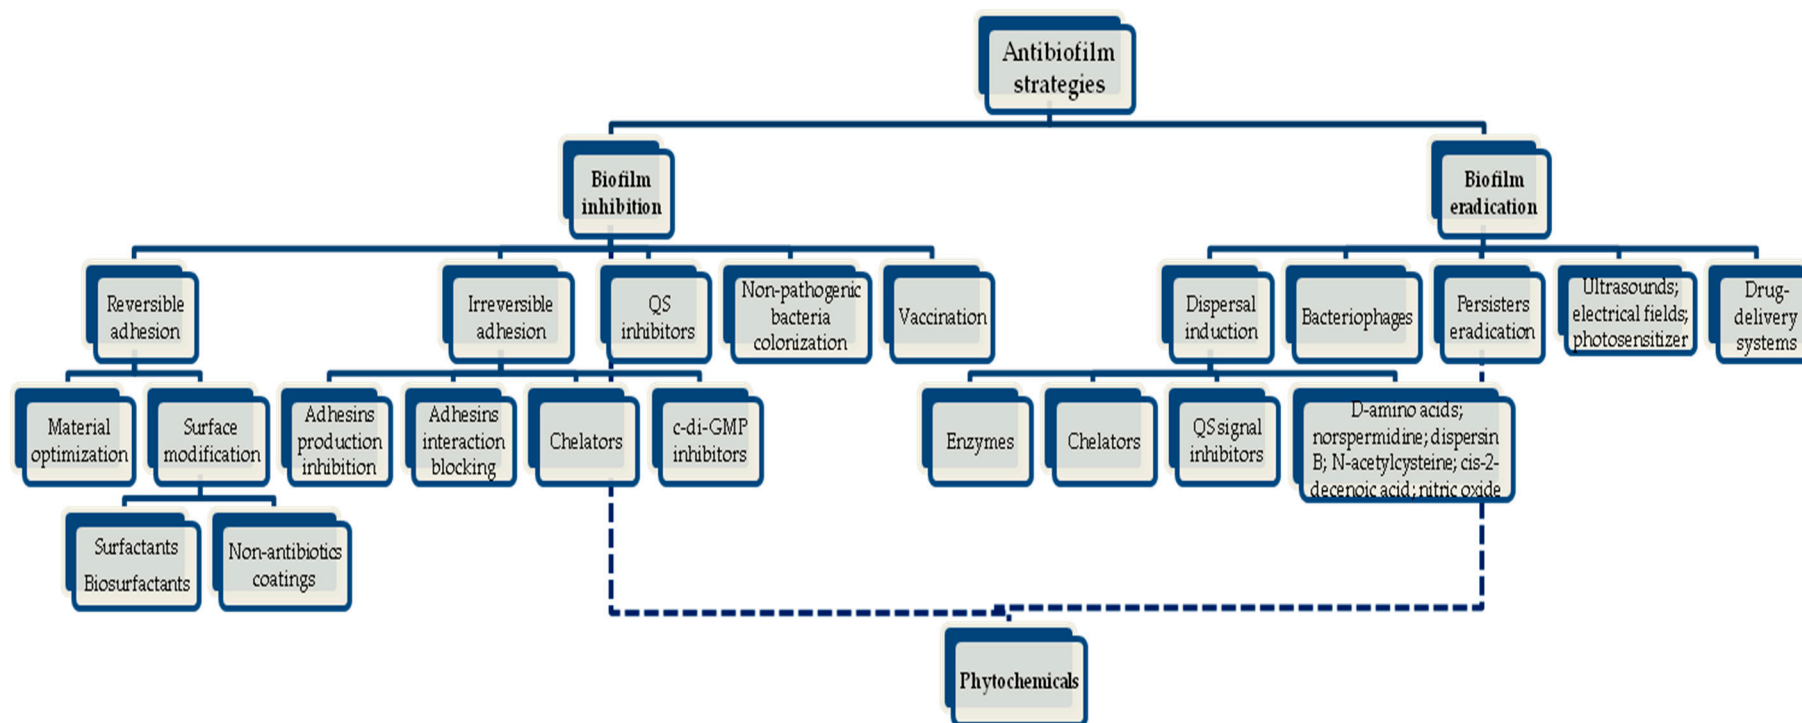 Antibiofilm
strategies
Biofilm
inhibition
Biofilm
eradication
Reversible
adhesion
Irreversible
adhesion
QS
inhibitors
Non-pathogenic
bacteria
colonization
Vaccination
Dispersal
induction
Bacteriophages
Persisters
eradication
Ultrasounds;
electrical fields;
photosensitizer
Drug-
delivery
systems
Material
optimization
Surface
modification
Adhesins
production
inhibition
Adhesins
interaction
blocking
Chelators
c-di-GMP
inhibitors
Enzymes
Chelators
QS signal
inhibitors
D-amino acids;
norspermidine; dispersin
B; N-acetylcysteine; cis-2-
decenoic acid; nitric oxide
Surfactants
Biosurfactants
Non-antibiotics
coatings
Phytochemicals